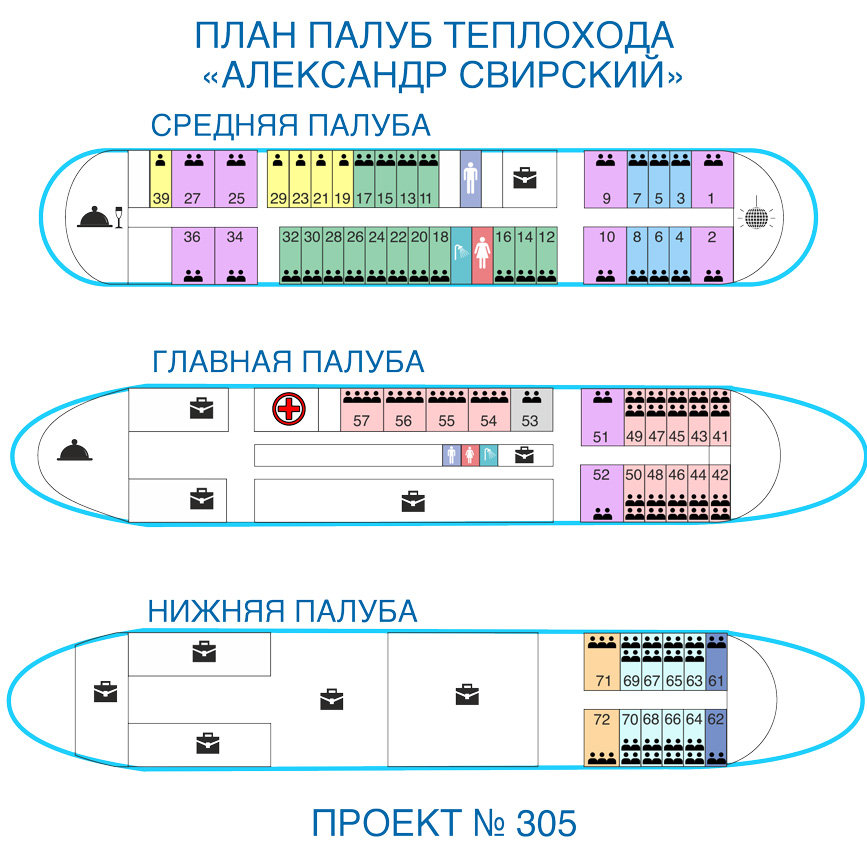 ПЛАН ПАЛУБ ТЕПЛОХОДА
«АЛЕКСАНДР СВИРСКИЙ»
СРЕДНЯЯ ПАЛУБА
39 27 25 29 23 21 19 17 15 13 11 9 7 5 3 1
36 34 32 30 28 26 24 22 20 18 16 14 12 10 8 6 4 2
ГЛАВНАЯ ПАЛУБА
57 56 55 54 53 51 49 47 45 43 41
52 50 48 46 44 42
НИЖНЯЯ ПАЛУБА
71 69 67 65 63 61
72 70 68 66 64 62
ПРОЕКТ № 305